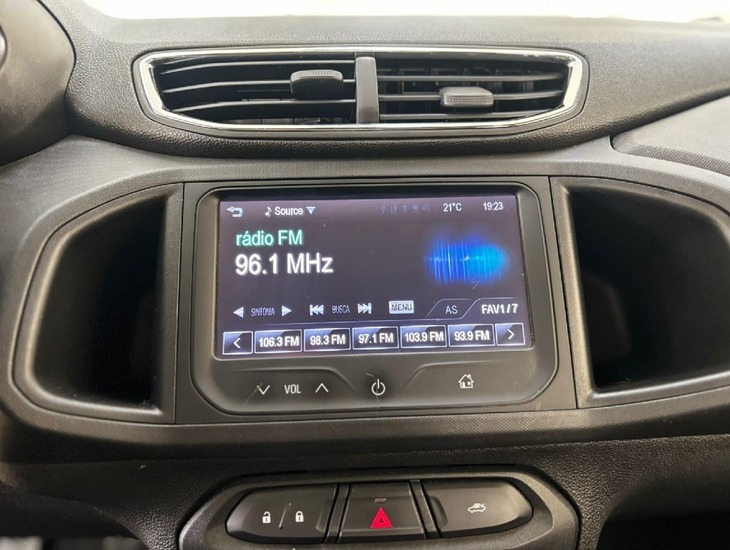 Source 21°C 19:23
rádio FM
96.1 MHz
SINTONIA BUSCA MENU AS FAV1/7
106.3 FM 98.3 FM 97.1 FM 103.9 FM 93.9 FM
VOL